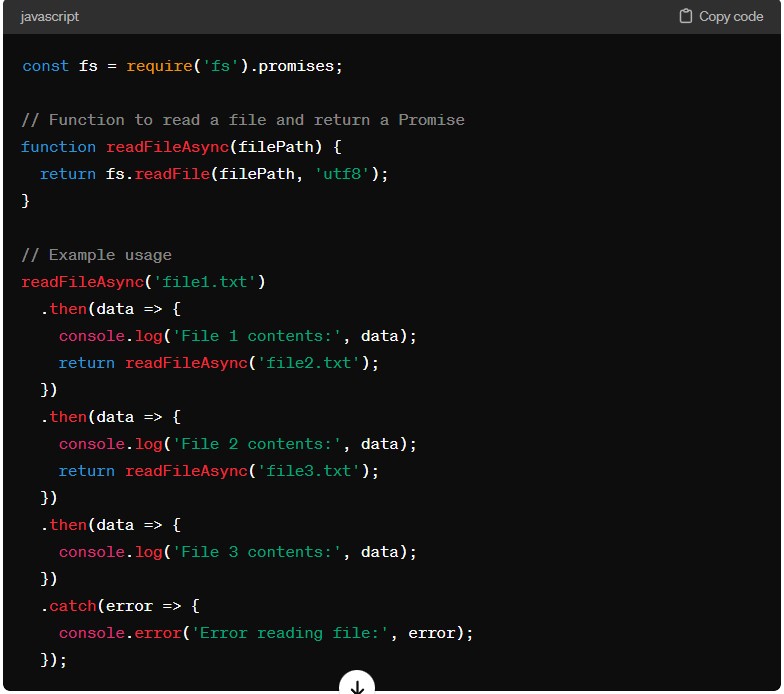 javascript
Copy code
const fs = require('fs').promises;
// Function to read a file and return a Promise
function readFileAsync(filePath) {
  return fs.readFile(filePath, 'utf8');
}
// Example usage
readFileAsync('file1.txt')
  .then(data => {
    console.log('File 1 contents:', data);
    return readFileAsync('file2.txt');
  })
  .then(data => {
    console.log('File 2 contents:', data);
    return readFileAsync('file3.txt');
  })
  .then(data => {
    console.log('File 3 contents:', data);
  })
  .catch(error => {
    console.error('Error reading file:', error);
  });